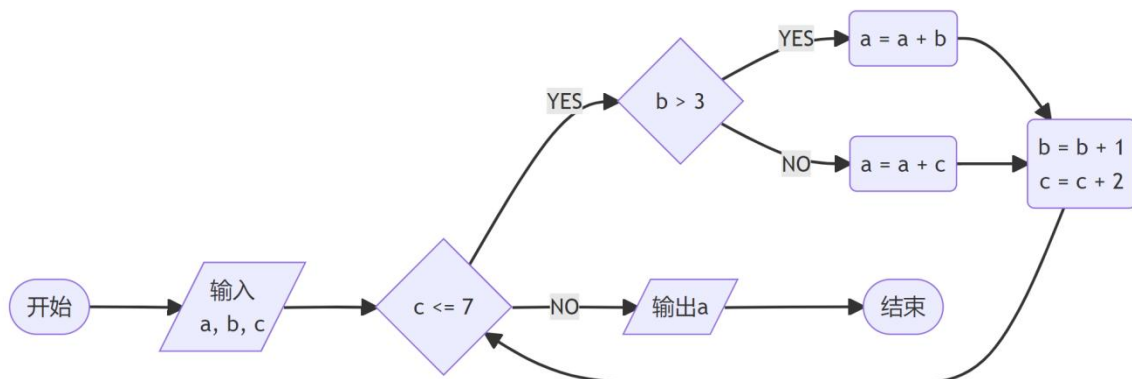 开始
输入
a, b, c
c <= 7
YES
b > 3
YES
a = a + b
NO
a = a + c
b = b + 1
c = c + 2
NO
输出a
结束